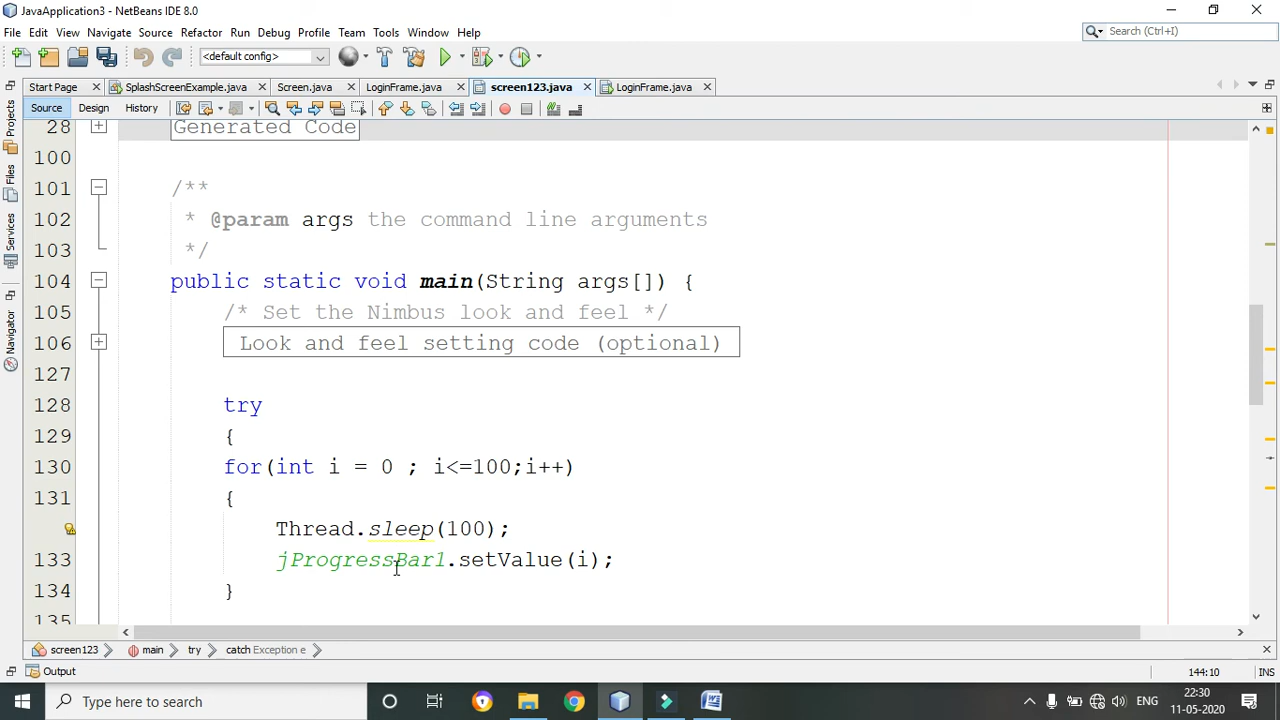 JavaApplication3 - NetBeans IDE 8.0
File Edit View Navigate Source Refactor Run Debug Profile Team Tools Window Help
Search (Ctrl+I)
<default config>
Start Page SplashScreenExample.java Screen.java LoginFrame.java screen123.java LoginFrame.java
Source Design History
Projects
Files
Services
Navigator
28 Generated Code
100
101 /**
102 * @param args the command line arguments
103 */
104 public static void main(String args[]) {
105 /* Set the Nimbus look and feel */
106 Look and feel setting code (optional)
127
128 try
129 {
130 for(int i = 0 ; i<=100;i++)
131 {
Thread.sleep(100);
133 jProgressBar1.setValue(i);
134 }
135
screen123 main try catch Exception e
Output
144:10 INS
Type here to search
ENG
22:30
11-05-2020